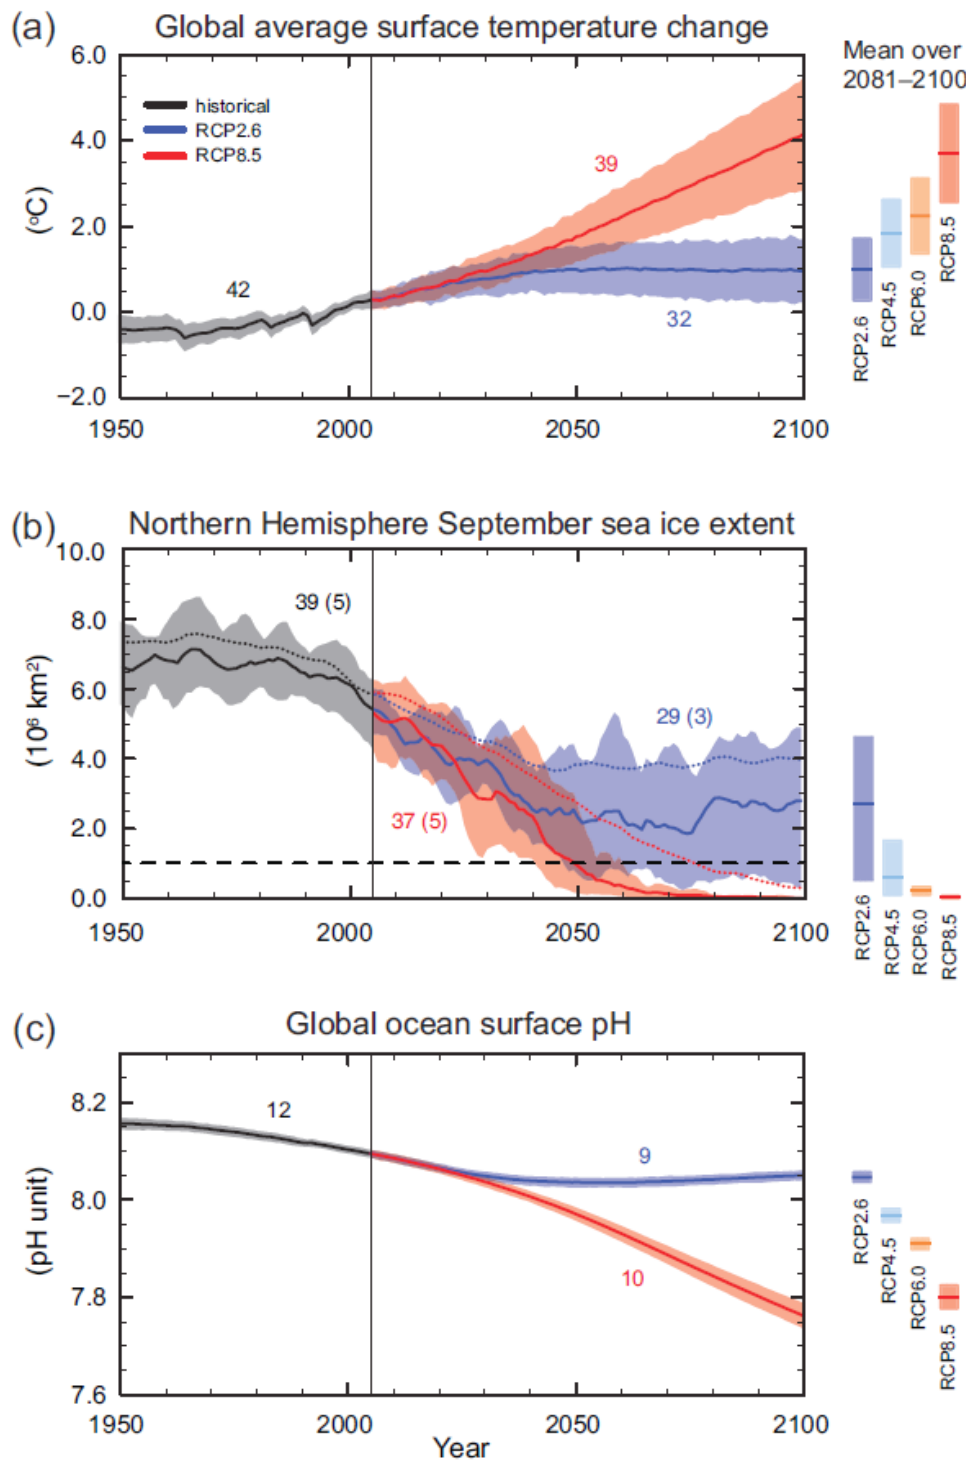 (a) Global average surface temperature change
Mean over
2081–2100
6.0
historical
RCP2.6
RCP8.5
4.0
39
2.0
(°C)
42
0.0
32
−2.0
1950 2000 2050 2100
RCP2.6
RCP4.5
RCP6.0
RCP8.5
(b) Northern Hemisphere September sea ice extent
10.0
39 (5)
8.0
6.0
29 (3)
(10⁶ km²)
4.0
37 (5)
2.0
0.0
1950 2000 2050 2100
RCP2.6
RCP4.5
RCP6.0
RCP8.5
(c) Global ocean surface pH
8.2
12
9
8.0
(pH unit)
10
7.8
7.6
1950 2000 2050 2100
Year
RCP2.6
RCP4.5
RCP6.0
RCP8.5